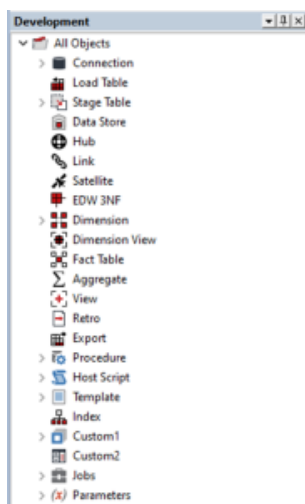 Development
All Objects
Connection
Load Table
Stage Table
Data Store
Hub
Link
Satellite
EDW 3NF
Dimension
Dimension View
Fact Table
Aggregate
View
Retro
Export
Procedure
Host Script
Template
Index
Custom1
Custom2
Jobs
Parameters